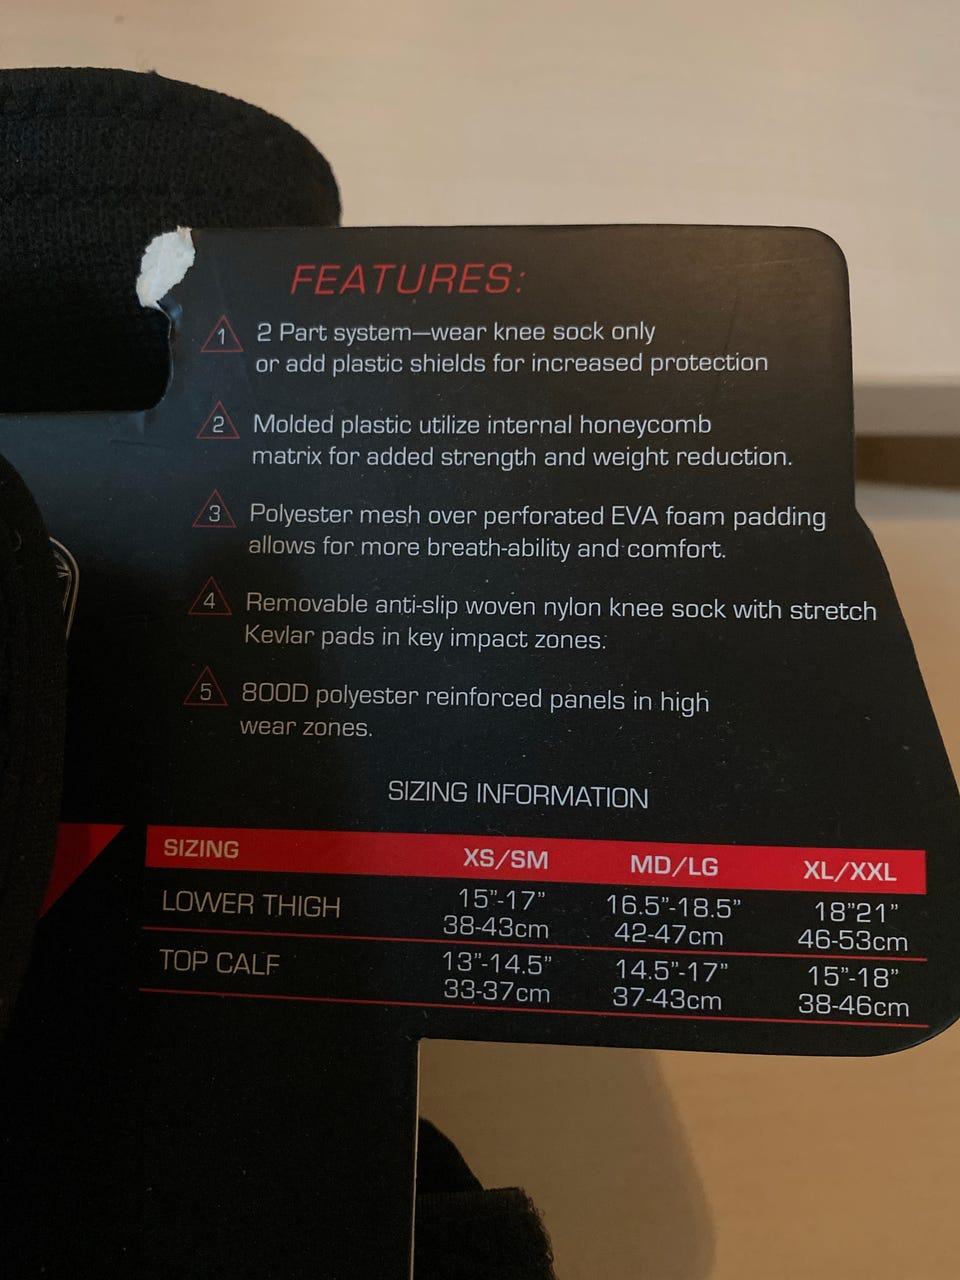 FEATURES:
1 2 Part system—wear knee sock only
or add plastic shields for increased protection
2 Molded plastic utilize internal honeycomb
matrix for added strength and weight reduction.
3 Polyester mesh over perforated EVA foam padding
allows for more breath-ability and comfort.
4 Removable anti-slip woven nylon knee sock with stretch
Kevlar pads in key impact zones.
5 800D polyester reinforced panels in high
wear zones.
SIZING INFORMATION
SIZING XS/SM MD/LG XL/XXL
LOWER THIGH 15”-17” 16.5”-18.5” 18”21”
38-43cm 42-47cm 46-53cm
TOP CALF 13”-14.5” 14.5”-17” 15”-18”
33-37cm 37-43cm 38-46cm